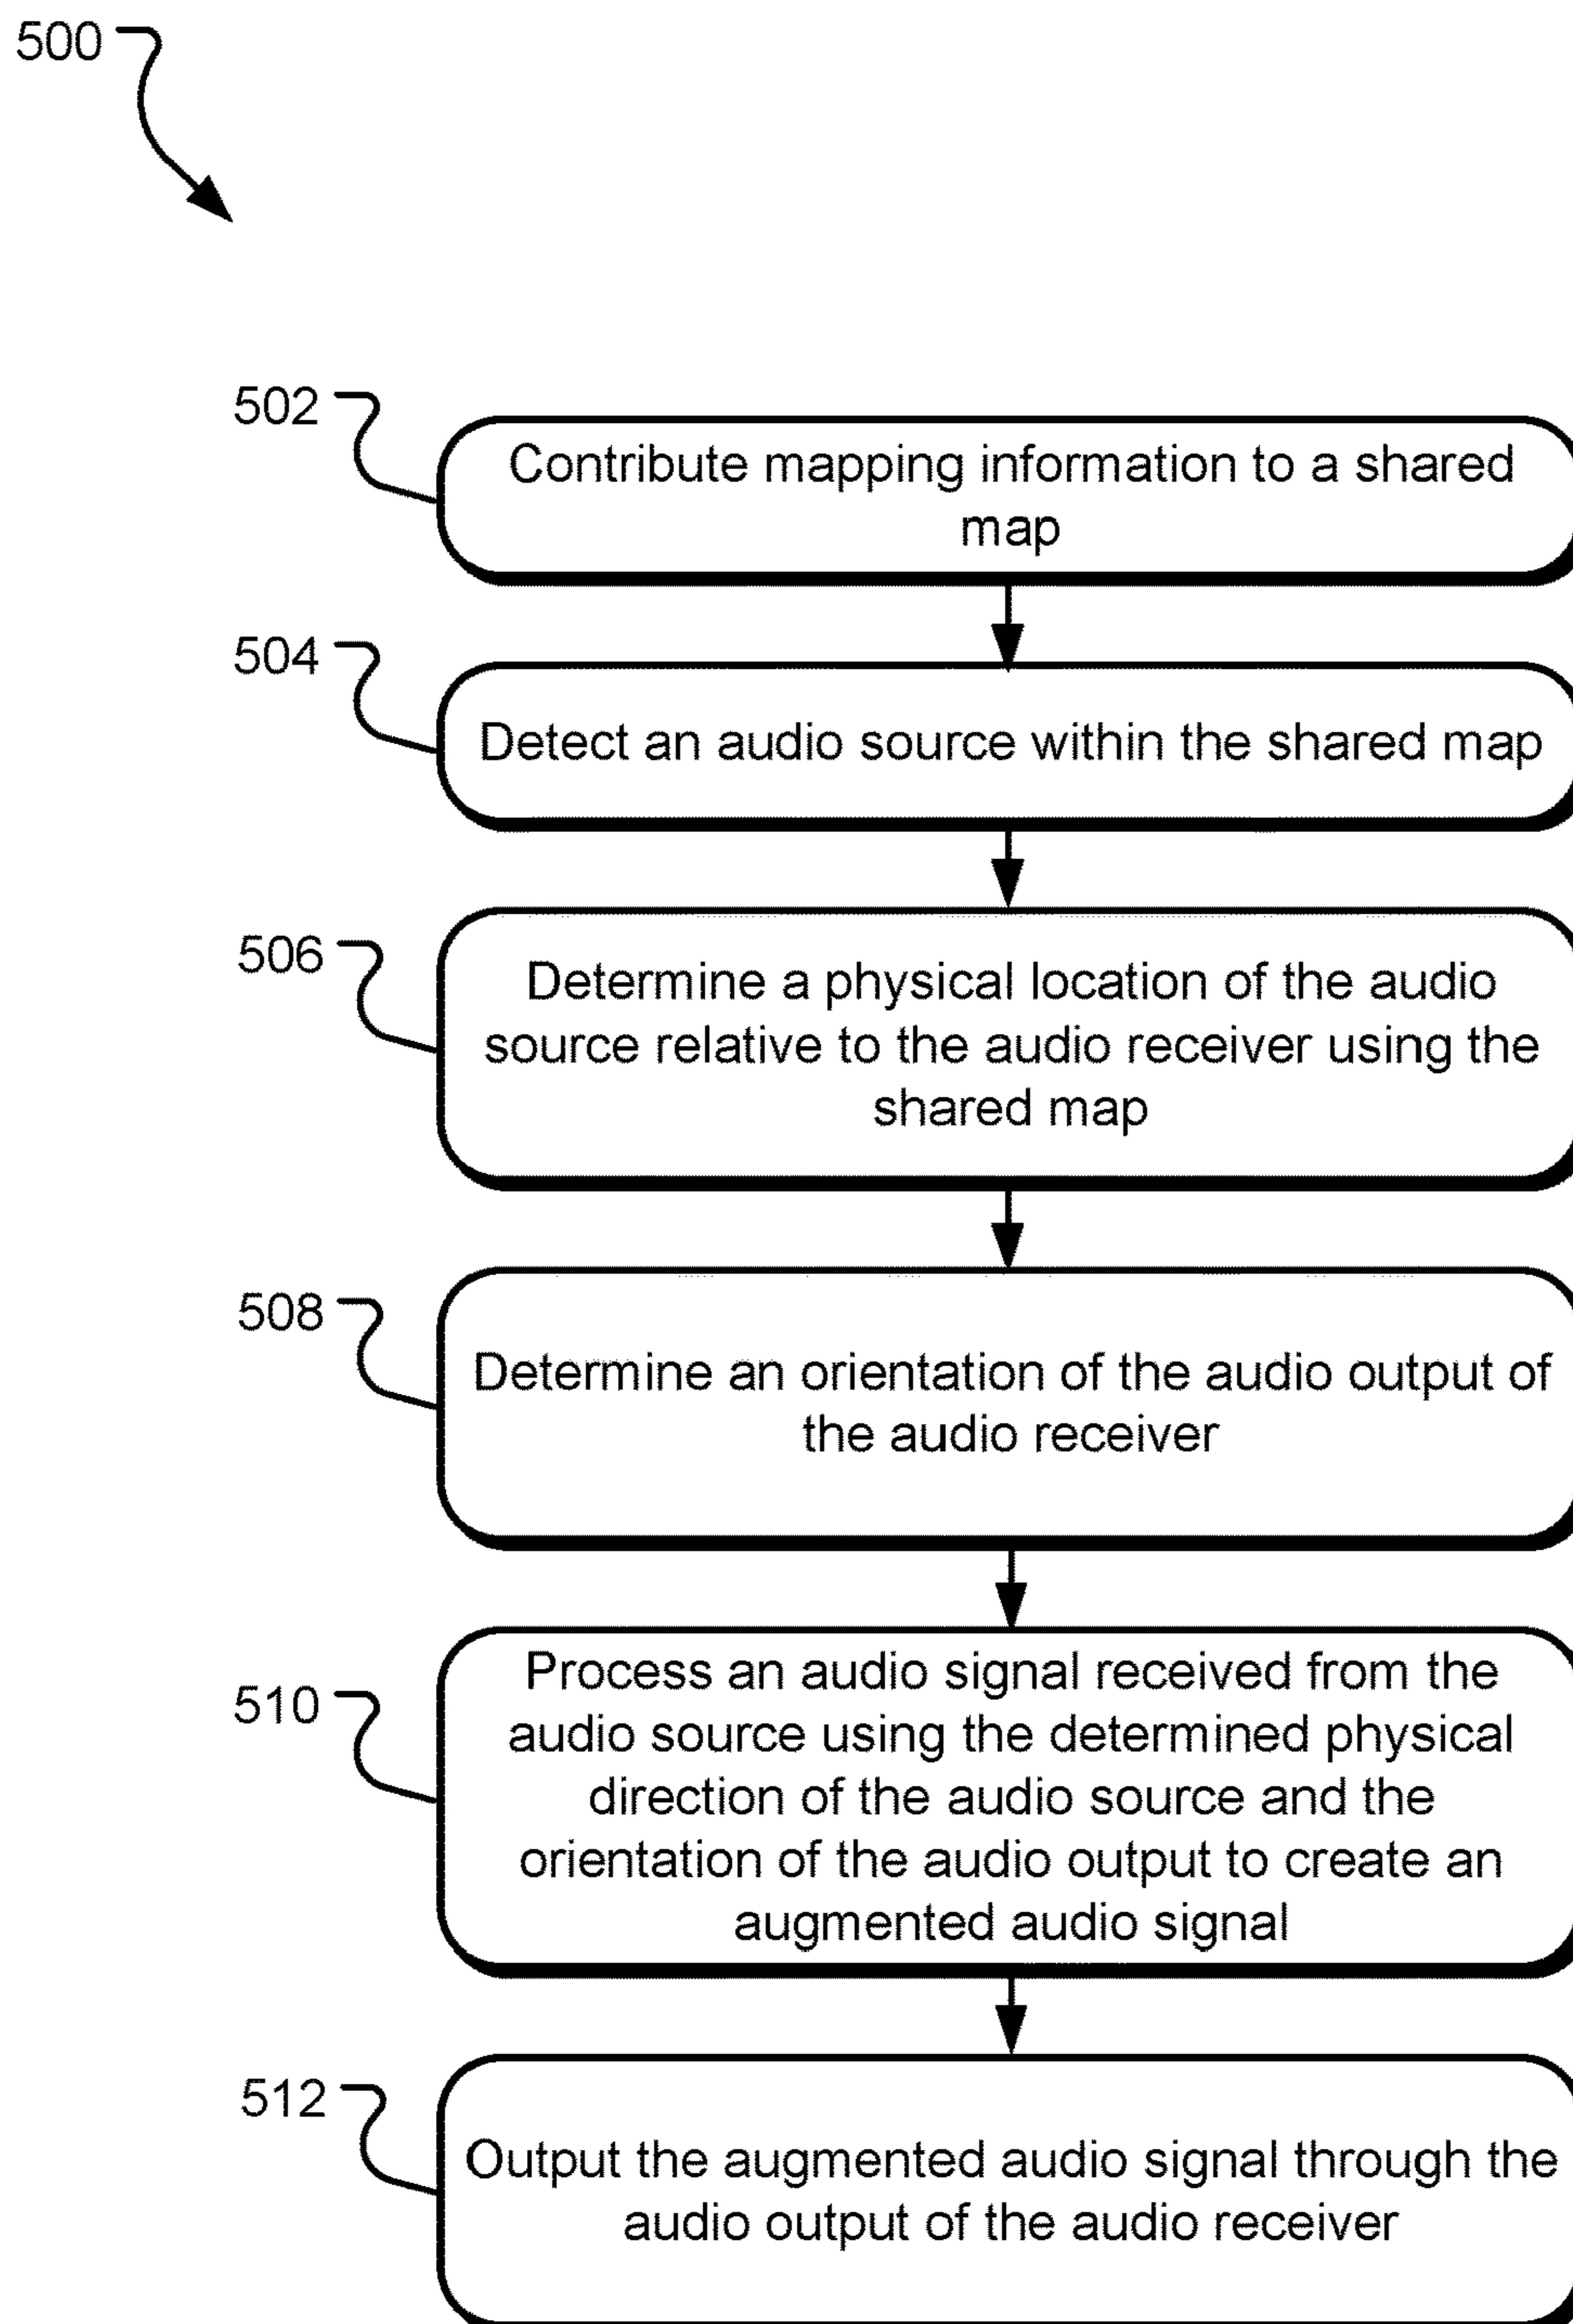 500
502
Contribute mapping information to a shared
map
504
Detect an audio source within the shared map
506
Determine a physical location of the audio
source relative to the audio receiver using the
shared map
508
Determine an orientation of the audio output of
the audio receiver
510
Process an audio signal received from the
audio source using the determined physical
direction of the audio source and the
orientation of the audio output to create an
augmented audio signal
512
Output the augmented audio signal through the
audio output of the audio receiver